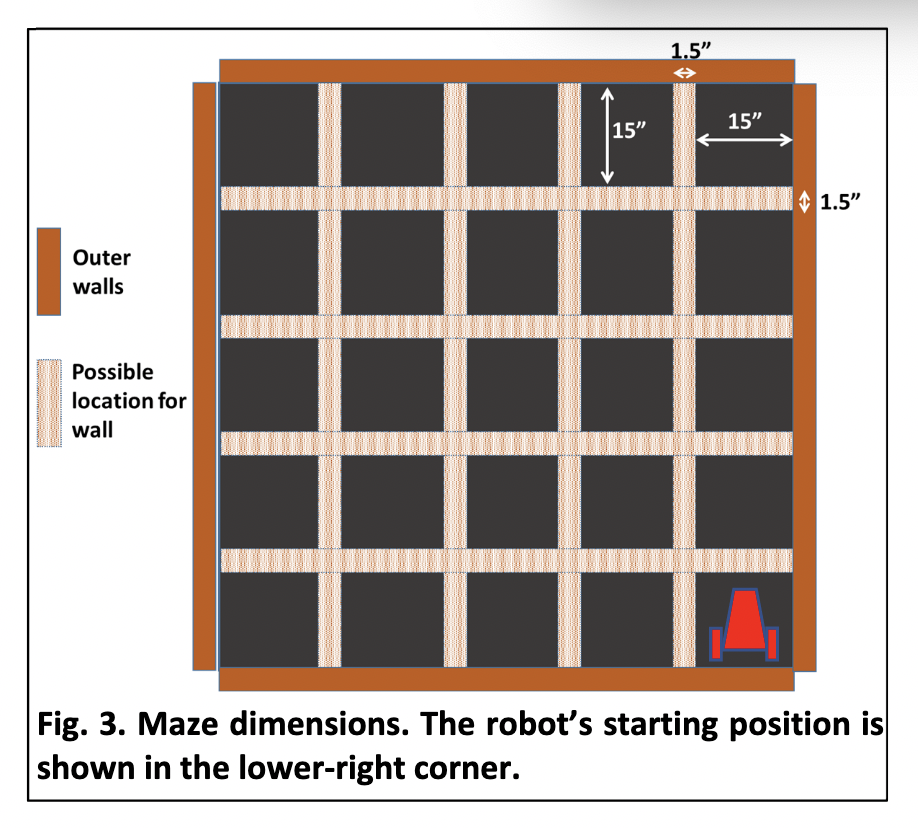 1.5”
15”
15”
1.5”
Outer
walls
Possible
location for
wall
Fig. 3. Maze dimensions. The robot’s starting position is
shown in the lower-right corner.